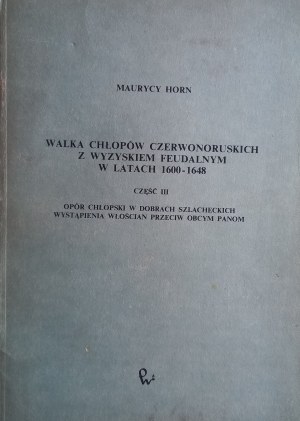 MAURYCY HORN
WALKA CHŁOPÓW CZERWONORUSKICH
Z WYZYSKIEM FEUDALNYM
W LATACH 1600-1648
CZĘŚĆ III
OPÓR CHŁOPSKI W DOBRACH SZLACHECKICH
WYSTĄPIENIA WŁOŚCIAN PRZECIW OBCYM PANOM